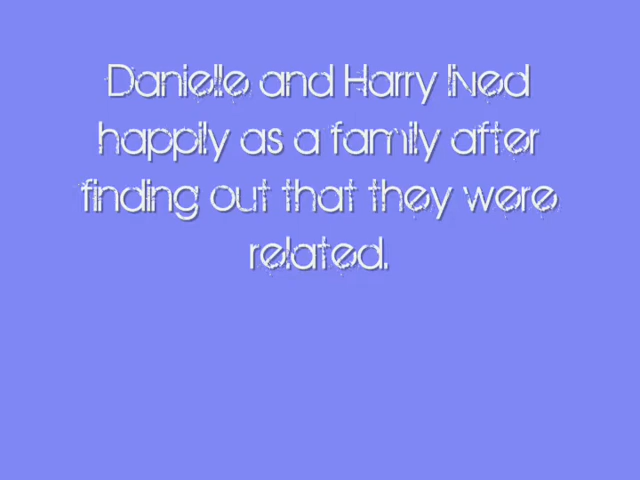 Danielle and Harry lived
happily as a family after
finding out that they were
related.